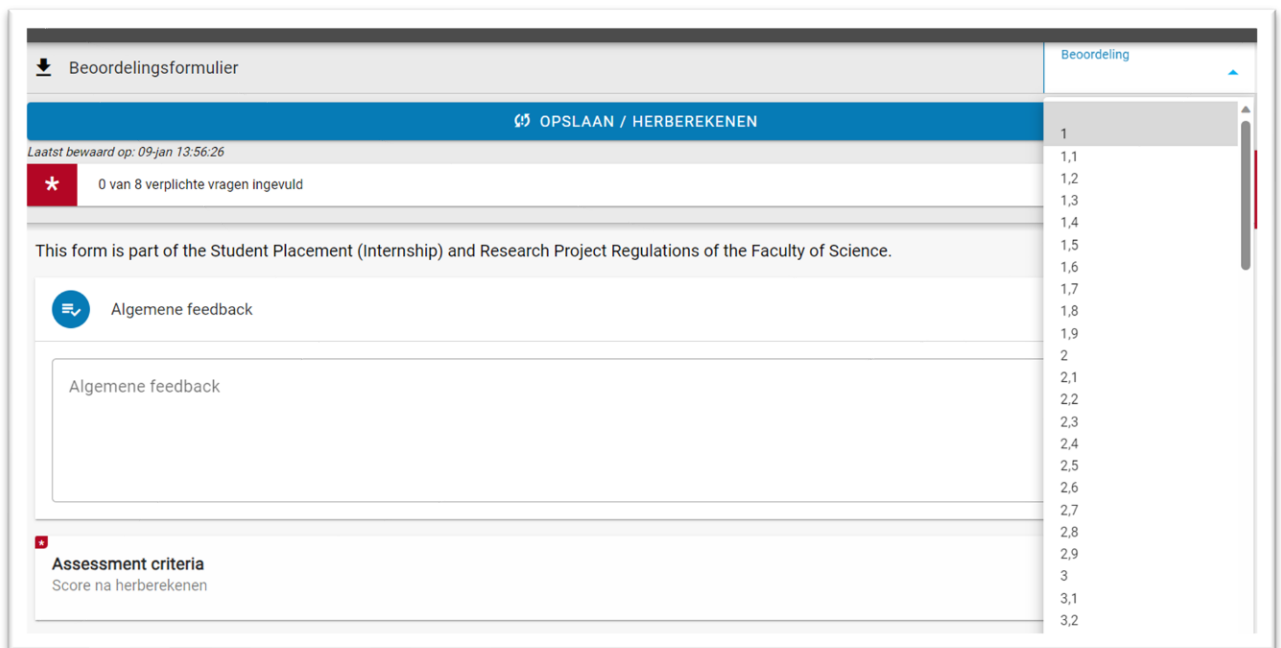 Beoordelingsformulier
Beoordeling
OPSLAAN / HERBEREKENEN
Laatst bewaard op: 09-jan 13:56:26
* 0 van 8 verplichte vragen ingevuld
This form is part of the Student Placement (Internship) and Research Project Regulations of the Faculty of Science.
Algemene feedback
Algemene feedback
Assessment criteria
Score na herberekenen
1
1,1
1,2
1,3
1,4
1,5
1,6
1,7
1,8
1,9
2
2,1
2,2
2,3
2,4
2,5
2,6
2,7
2,8
2,9
3
3,1
3,2